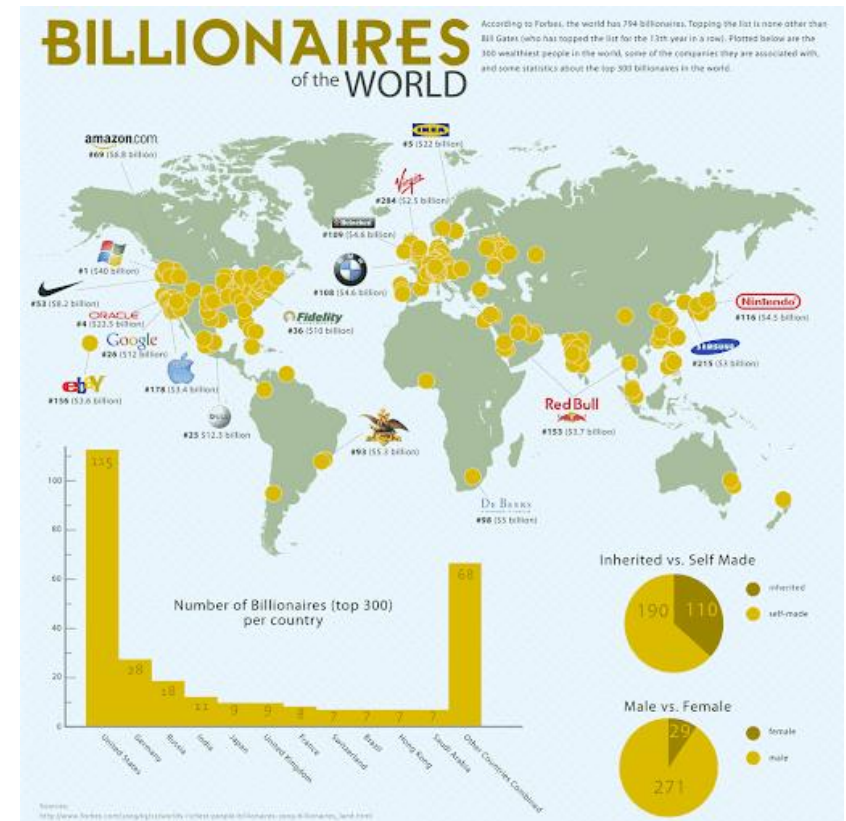 BILLIONAIRES
of the WORLD
According to Forbes, the world has 794 billionaires. Topping the list is none other than
Bill Gates (who has topped the list for the 13th year in a row). Plotted below are the
300 wealthiest people in the world, some of the companies they are associated with,
and some statistics about the top 300 billionaires in the world.
IKEA
#5 ($22 billion)
amazon.com
#69 ($6.8 billion)
Virgin
#284 ($2.5 billion)
Heineken
#109 ($4.6 billion)
#1 ($40 billion)
BMW
#108 ($4.6 billion)
#53 ($8.2 billion)
Nintendo
#116 ($4.5 billion)
ORACLE
#4 ($22.5 billion)
Fidelity
#36 ($10 billion)
Google
#26 ($12 billion)
SAMSUNG
#215 ($3 billion)
ebay
#156 ($3.6 billion)
#178 ($3.4 billion)
Red Bull
#153 ($3.7 billion)
DELL
#25 $12.3 billion
#93 ($5.3 billion)
De Beers
#98 ($5 billion)
115
100
80
60
40
20
0
28
18
11
9
9
8
7
7
7
7
68
Number of Billionaires (top 300)
per country
United States
Germany
Russia
India
Japan
United Kingdom
France
Switzerland
Brazil
Hong Kong
Saudi Arabia
Other Countries Combined
Inherited vs. Self Made
190
110
inherited
self-made
Male vs. Female
29
271
female
male
Sources: